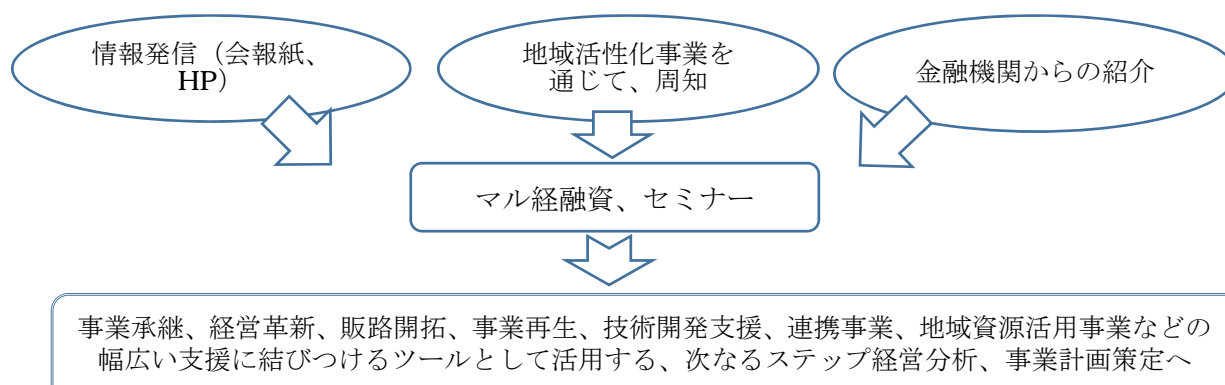 情報発信（会報紙、
HP）
地域活性化事業を
通じて、周知
金融機関からの紹介
マル経融資、セミナー
事業承継、経営革新、販路開拓、事業再生、技術開発支援、連携事業、地域資源活用事業などの
幅広い支援に結びつけるツールとして活用する、次なるステップ経営分析、事業計画策定へ